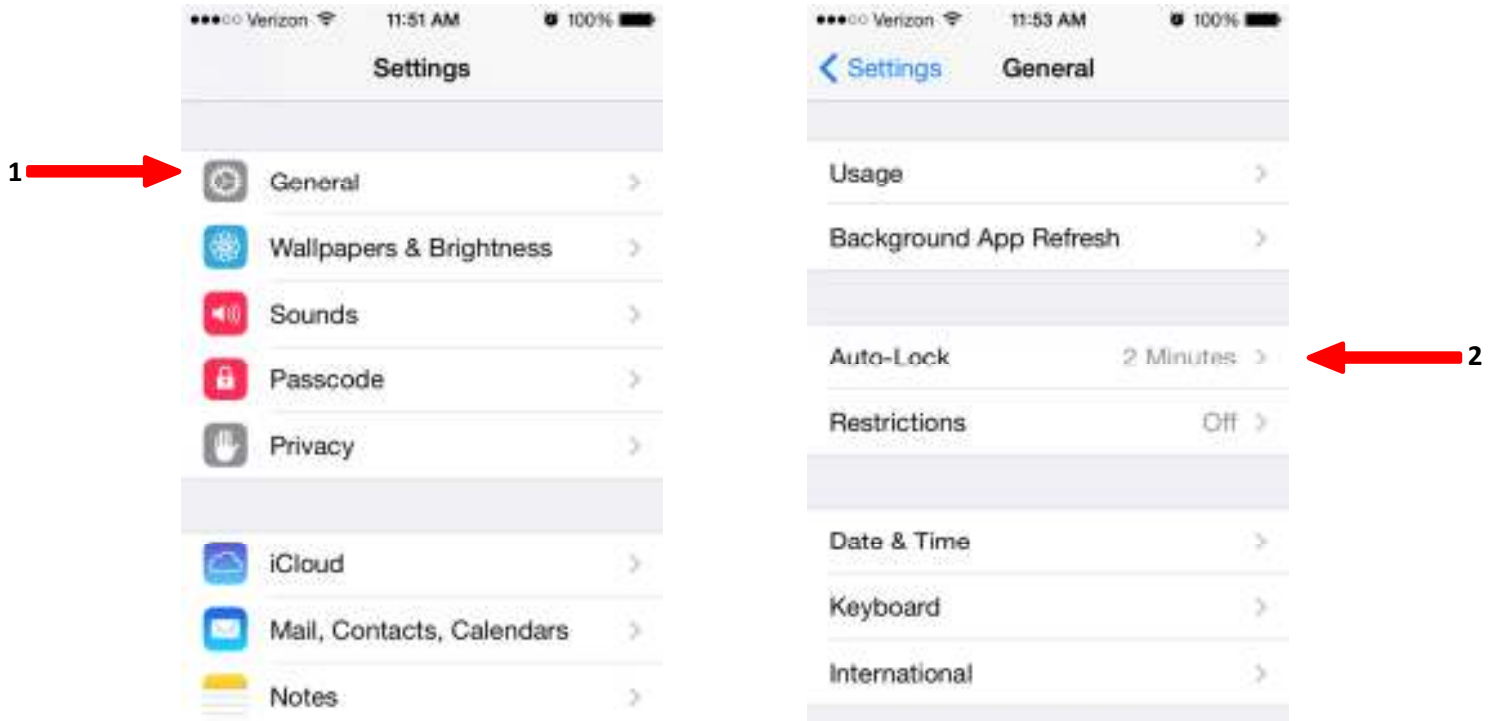 Verizon 11:51 AM 100%
Settings
1
General
Wallpapers & Brightness
Sounds
Passcode
Privacy
iCloud
Mail, Contacts, Calendars
Notes
Verizon 11:53 AM 100%
Settings General
Usage
Background App Refresh
Auto-Lock 2 Minutes
2
Restrictions Off
Date & Time
Keyboard
International